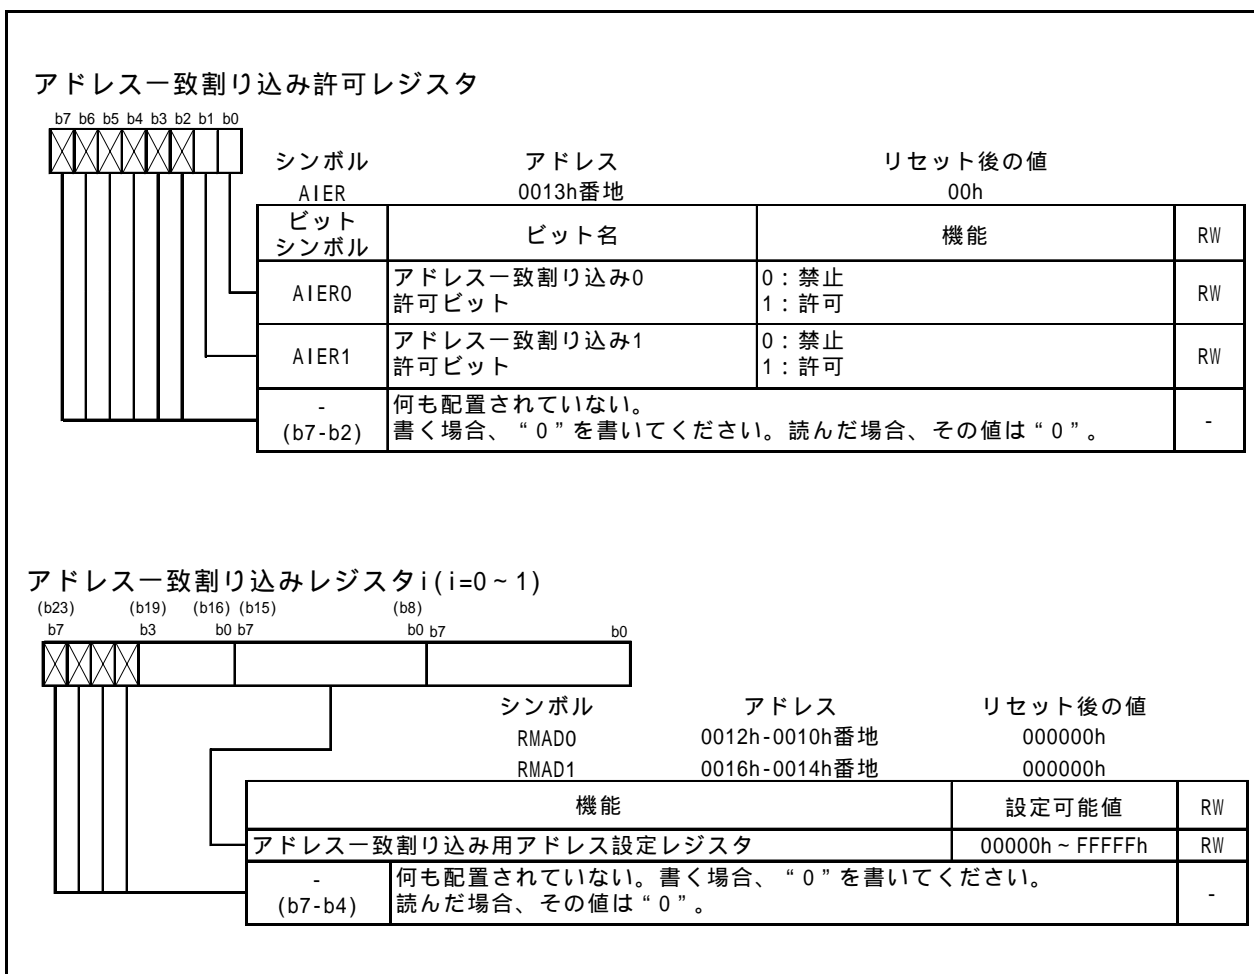 アドレス一致割り込み許可レジスタ
b7 b6 b5 b4 b3 b2 b1 b0
シンボル アドレス リセット後の値
AIER 0013h番地 00h
ビット
シンボル ビット名 機能 RW
AIER0 アドレス一致割り込み0
許可ビット 0：禁止
1：許可 RW
AIER1 アドレス一致割り込み1
許可ビット 0：禁止
1：許可 RW
-
(b7-b2) 何も配置されていない。
書く場合、“0”を書いてください。読んだ場合、その値は“0”。 -
アドレス一致割り込みレジスタi(i=0~1)
(b23) (b19) (b16) (b15) (b8)
b7 b3 b0 b7 b0 b7 b0
シンボル アドレス リセット後の値
RMAD0 0012h-0010h番地 000000h
RMAD1 0016h-0014h番地 000000h
機能 設定可能値 RW
アドレス一致割り込み用アドレス設定レジスタ 00000h~FFFFFh RW
-
(b7-b4) 何も配置されていない。書く場合、“0”を書いてください。
読んだ場合、その値は“0”。 -